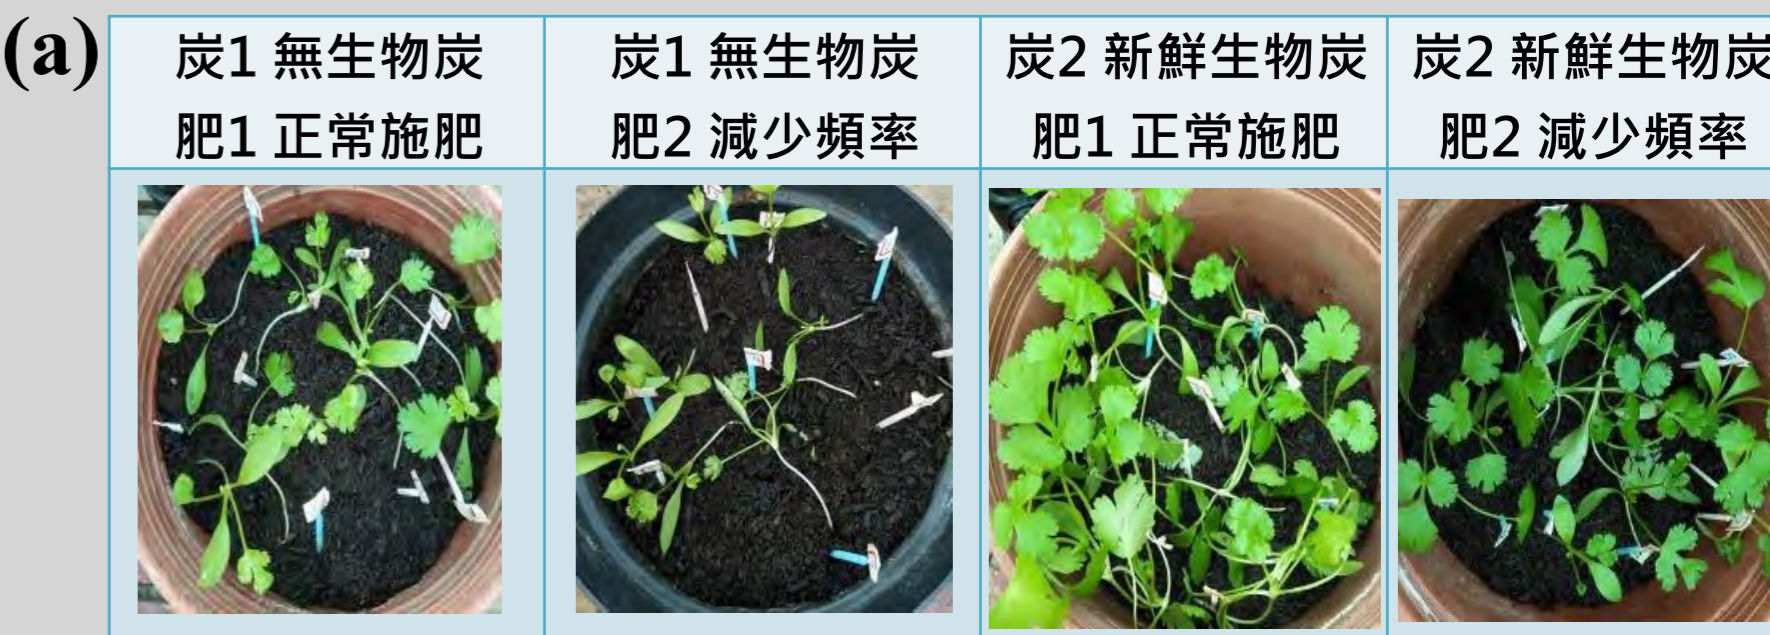 (a)
炭1 無生物炭
肥1 正常施肥
炭1 無生物炭
肥2 減少頻率
炭2 新鮮生物炭
肥1 正常施肥
炭2 新鮮生物炭
肥2 減少頻率